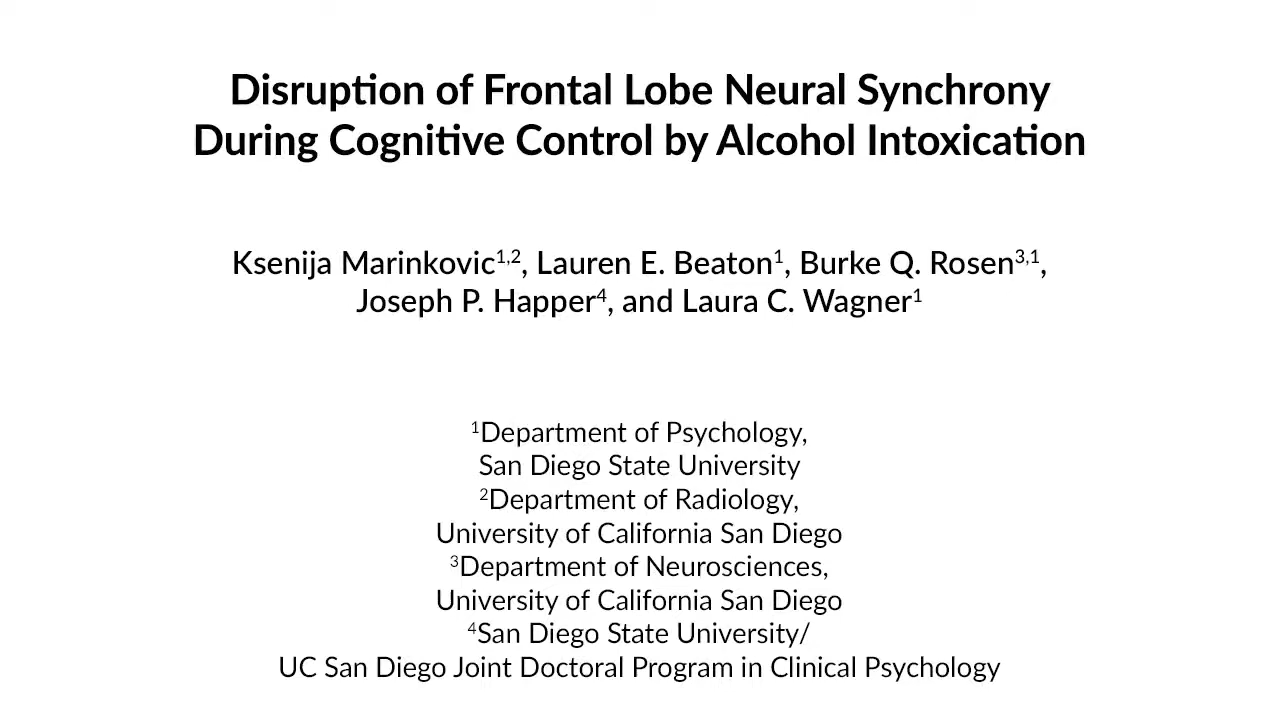 Disruption of Frontal Lobe Neural Synchrony
During Cognitive Control by Alcohol Intoxication
Ksenija Marinkovic1,2, Lauren E. Beaton1, Burke Q. Rosen3,1,
Joseph P. Happer4, and Laura C. Wagner1
1Department of Psychology,
San Diego State University
2Department of Radiology,
University of California San Diego
3Department of Neurosciences,
University of California San Diego
4San Diego State University/
UC San Diego Joint Doctoral Program in Clinical Psychology